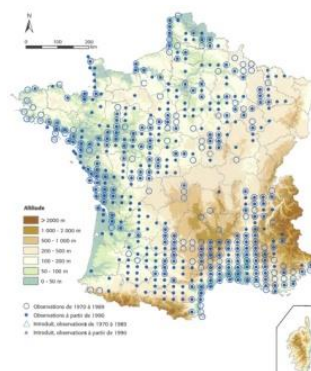 N
0 100 200
km
Altitude
> 2000 m
1 000 - 2 000 m
500 - 1 000 m
200 - 500 m
100 - 200 m
50 - 100 m
0 - 50 m
Observations de 1970 à 1989
Observations à partir de 1990
Introduit, observations de 1970 à 1989
Introduit, observations à partir de 1990